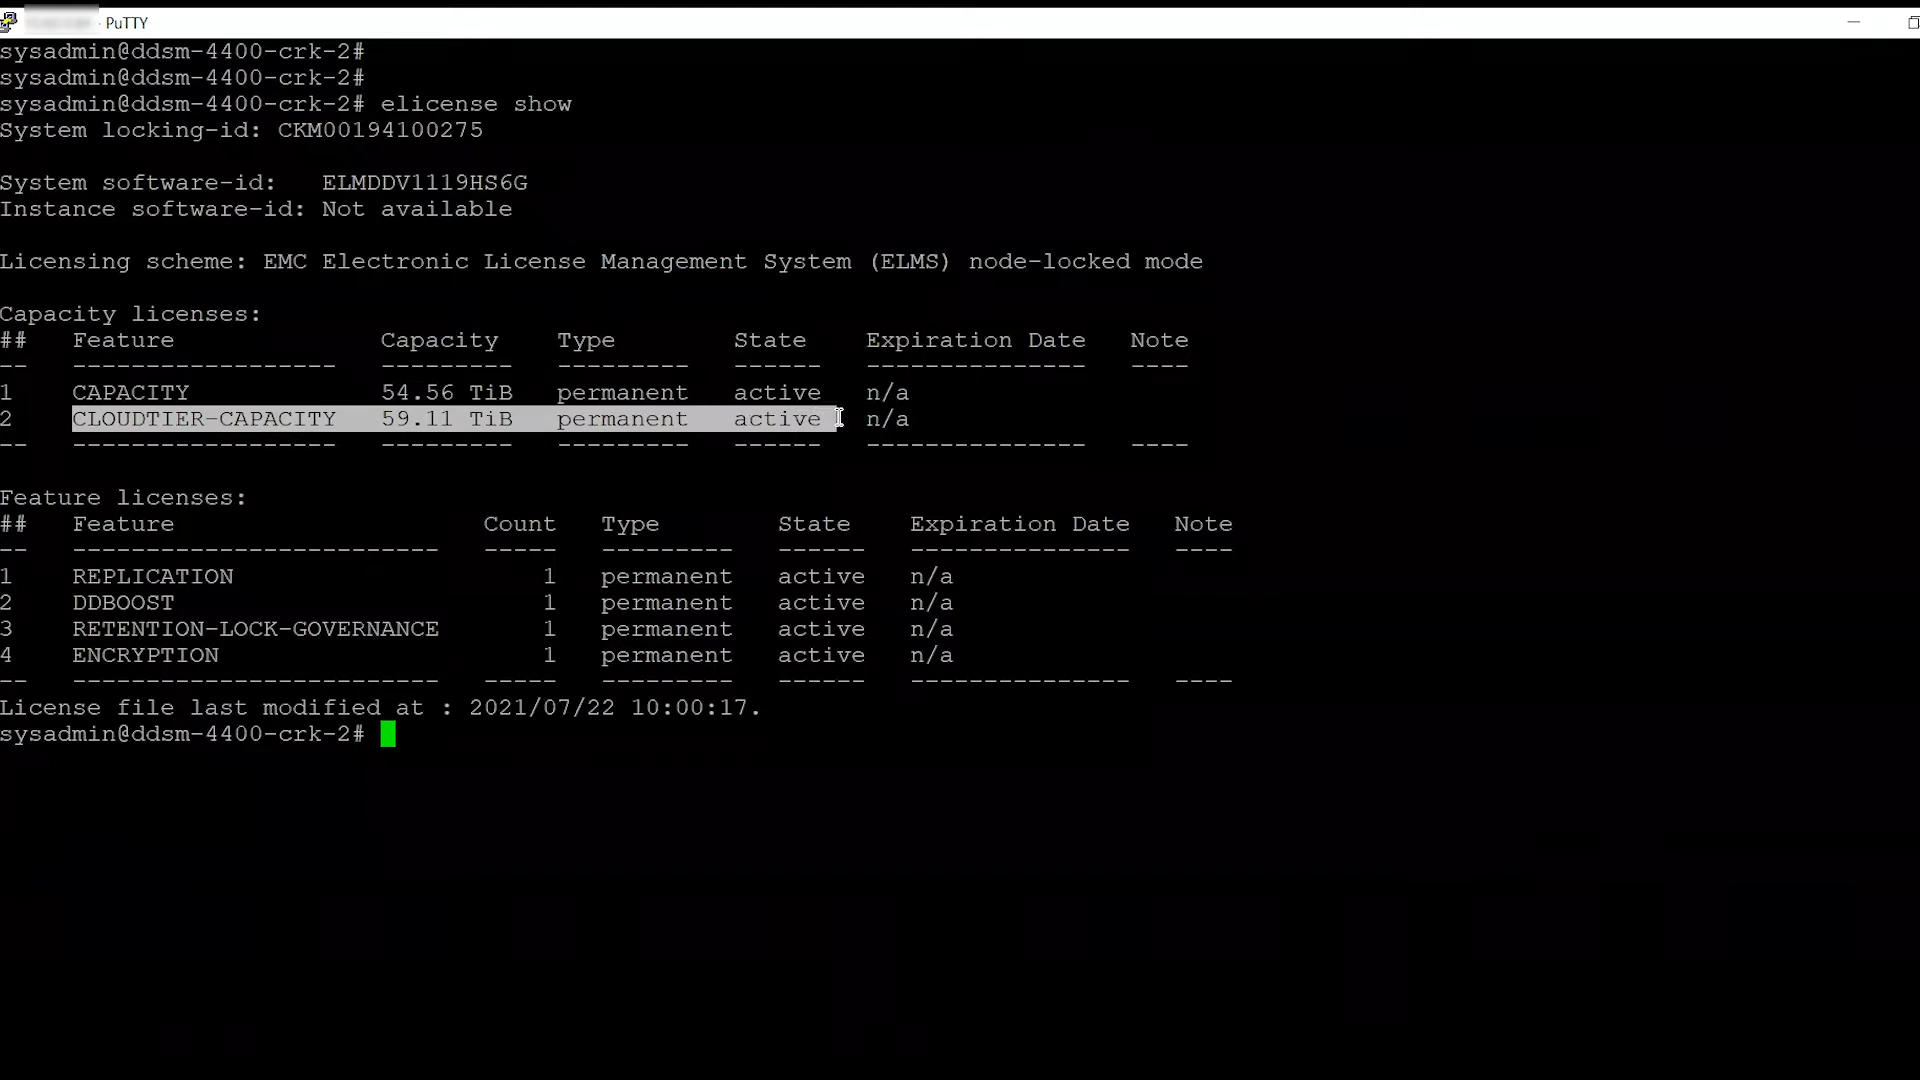 - PuTTY
sysadmin@ddsm-4400-crk-2#
sysadmin@ddsm-4400-crk-2#
sysadmin@ddsm-4400-crk-2# elicense show
System locking-id: CKM00194100275
System software-id:   ELMDDV1119HS6G
Instance software-id: Not available
Licensing scheme: EMC Electronic License Management System (ELMS) node-locked mode
Capacity licenses:
##   Feature              Capacity    Type        State    Expiration Date   Note
--   ------------------   ---------   ---------   ------   ---------------   ----
1    CAPACITY             54.56 TiB   permanent   active   n/a
2    CLOUDTIER-CAPACITY   59.11 TiB   permanent   active   n/a
--   ------------------   ---------   ---------   ------   ---------------   ----
Feature licenses:
##   Feature                     Count   Type        State    Expiration Date   Note
--   -------------------------   -----   ---------   ------   ---------------   ----
1    REPLICATION                     1   permanent   active   n/a
2    DDBOOST                         1   permanent   active   n/a
3    RETENTION-LOCK-GOVERNANCE       1   permanent   active   n/a
4    ENCRYPTION                      1   permanent   active   n/a
--   -------------------------   -----   ---------   ------   ---------------   ----
License file last modified at : 2021/07/22 10:00:17.
sysadmin@ddsm-4400-crk-2#